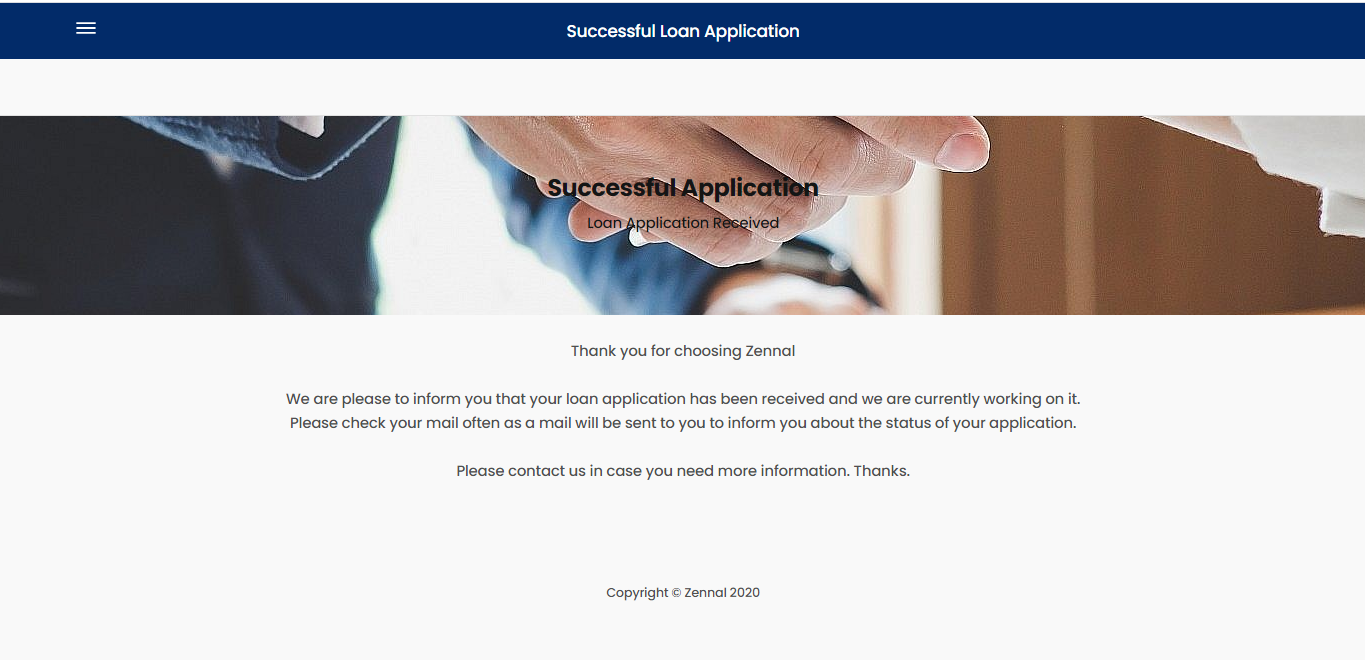 Successful Loan Application
Successful Application
Loan Application Received
Thank you for choosing Zennal
We are please to inform you that your loan application has been received and we are currently working on it.
Please check your mail often as a mail will be sent to you to inform you about the status of your application.
Please contact us in case you need more information. Thanks.
Copyright © Zennal 2020